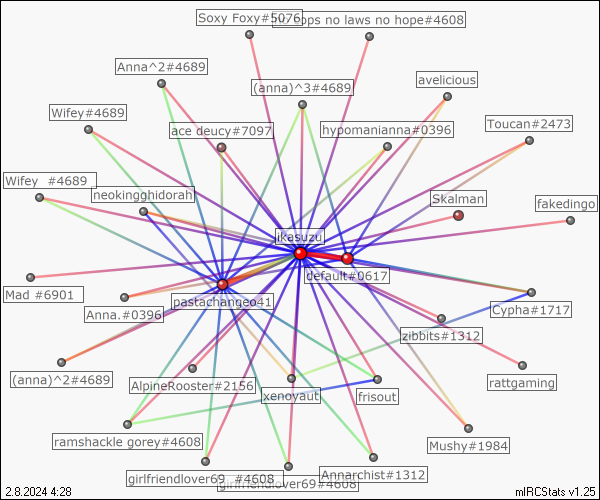 Soxy Foxy#5076
ops no laws no hope#4608
Anna^2#4689
(anna)^3#4689
avelicious
Wifey#4689
ace deucy#7097
hypomanianna#0396
Toucan#2473
Wifey  #4689
neokingghidorah
Skalman
fakedingo
ikasuzu
default#0617
Mad #6901
pastachangeo41
Anna.#0396
Cypha#1717
zibbits#1312
(anna)^2#4689
AlpineRooster#2156
xenoyaut
frisout
rattgaming
ramshackle gorey#4608
Mushy#1984
girlfriendlover69  #4608
girlfriendlover69#4608
Annarchist#1312
2.8.2024 4:28
mIRCStats v1.25